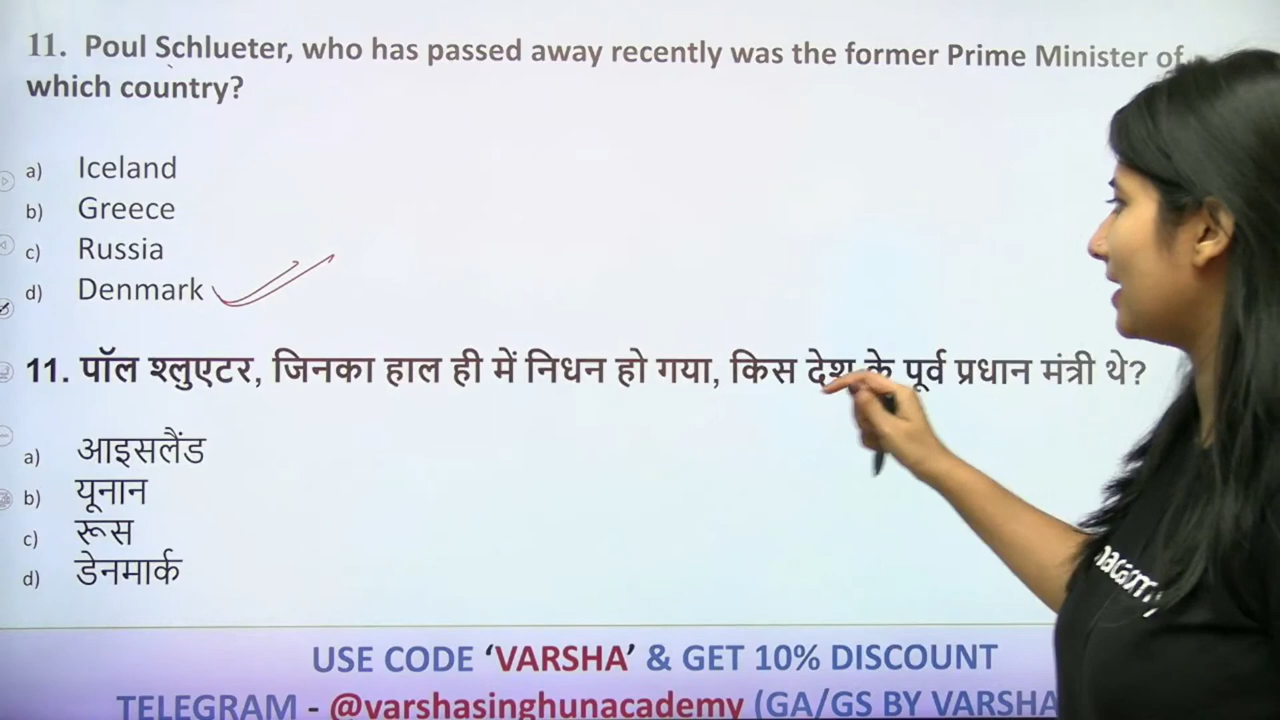 11. Poul Schlueter, who has passed away recently was the former Prime Minister of
which country?
a) Iceland
b) Greece
c) Russia
d) Denmark
11. पॉल श्लुएटर, जिनका हाल ही में निधन हो गया, किस देश के पूर्व प्रधान मंत्री थे?
a) आइसलैंड
b) यूनान
c) रूस
d) डेनमार्क
USE CODE ‘VARSHA’ & GET 10% DISCOUNT
TELEGRAM - @varshasinghunacademy (GA/GS BY VARSHA